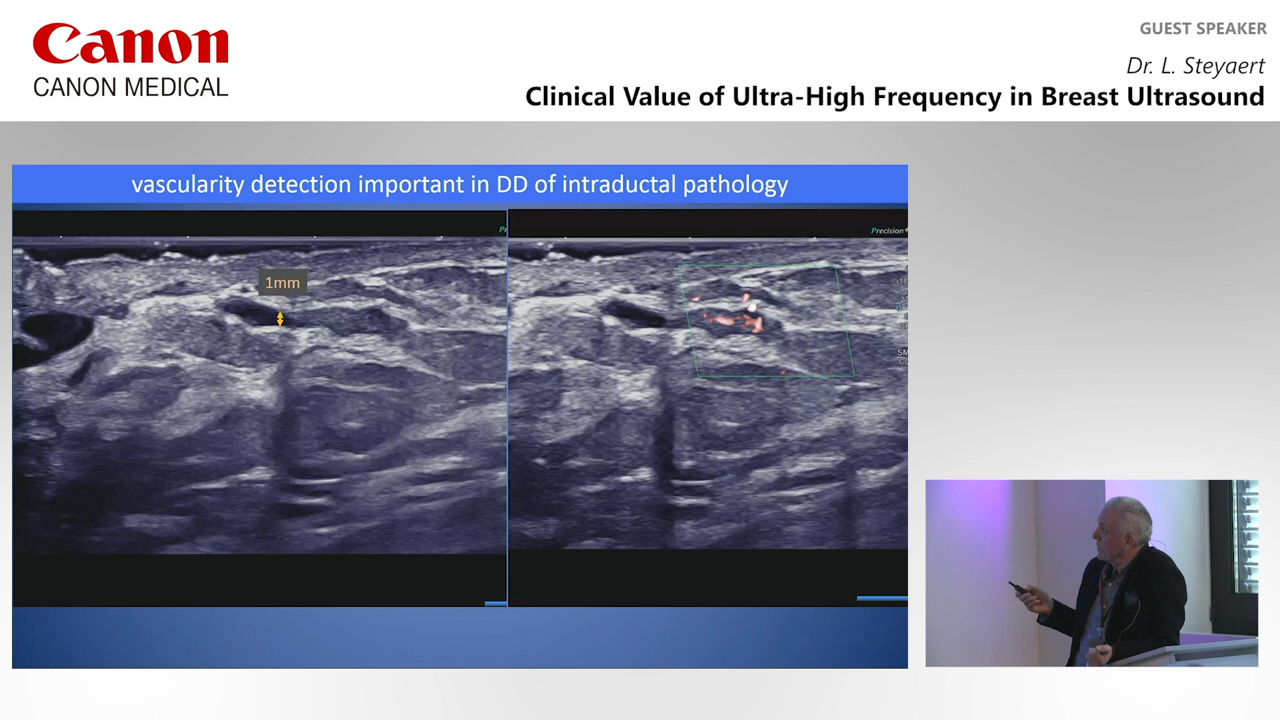 Canon
CANON MEDICAL
GUEST SPEAKER
Dr. L. Steyaert
Clinical Value of Ultra-High Frequency in Breast Ultrasound
vascularity detection important in DD of intraductal pathology
1mm
Precision